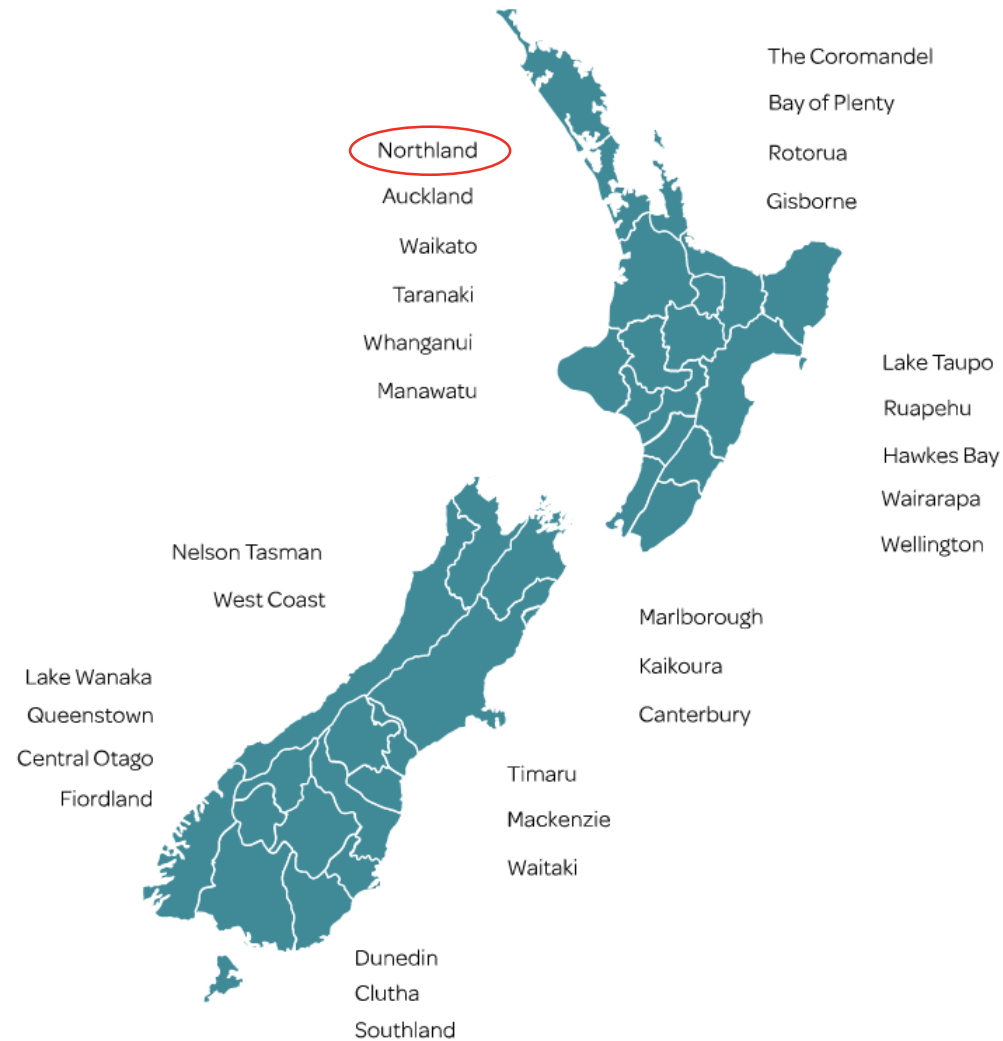 The Coromandel
Bay of Plenty
Rotorua
Gisborne
Northland
Auckland
Waikato
Taranaki
Whanganui
Manawatu
Lake Taupo
Ruapehu
Hawkes Bay
Wairarapa
Wellington
Nelson Tasman
West Coast
Marlborough
Kaikoura
Canterbury
Lake Wanaka
Queenstown
Central Otago
Fiordland
Timaru
Mackenzie
Waitaki
Dunedin
Clutha
Southland